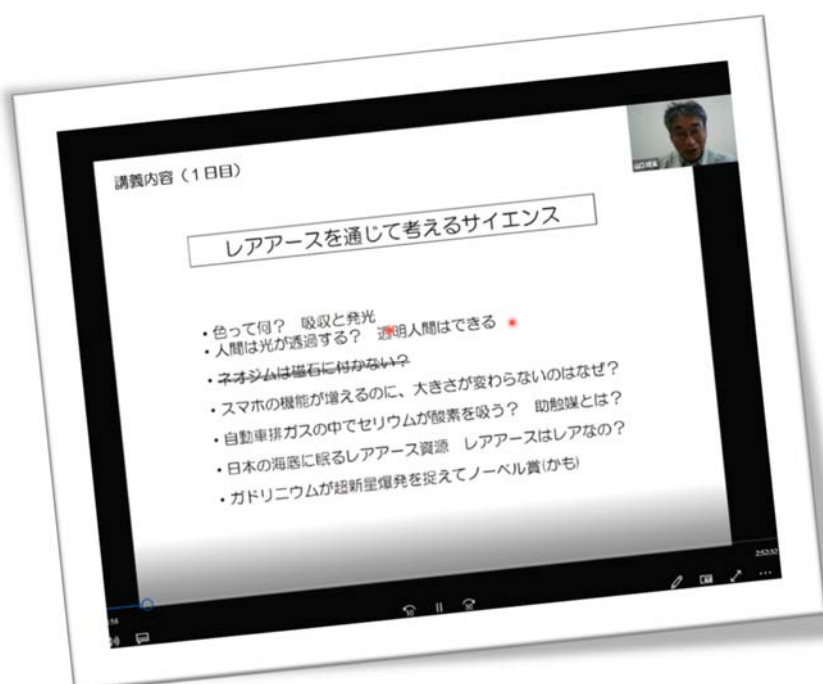 講義内容（1日目）
レアアースを通じて考えるサイエンス
・色って何？　吸収と発光
・人間は光が透過する？　透明人間はできる
・ネオジムは磁石に付かない？
・スマホの機能が増えるのに、大きさが変わらないのはなぜ？
・自動車排ガスの中でセリウムが酸素を吸う？　助触媒とは？
・日本の海底に眠るレアアース資源　レアアースはレアなの？
・ガドリニウムが超新星爆発を捉えてノーベル賞(かも)
2:52:52
10
30